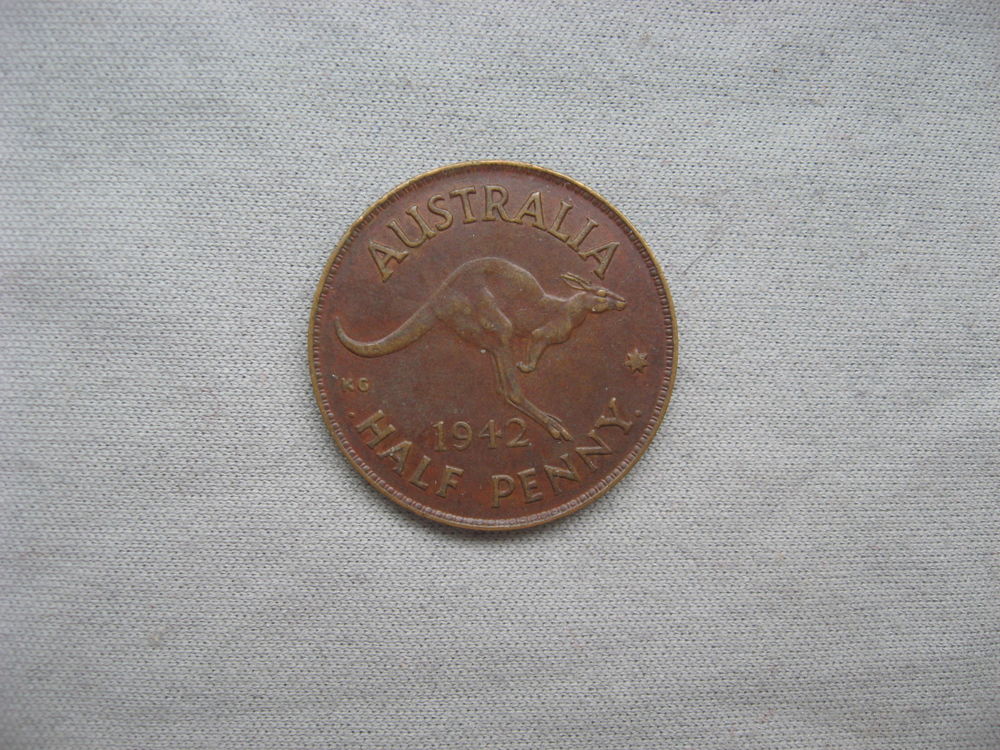 AUSTRALIA
KG
1942
· HALF PENNY ·